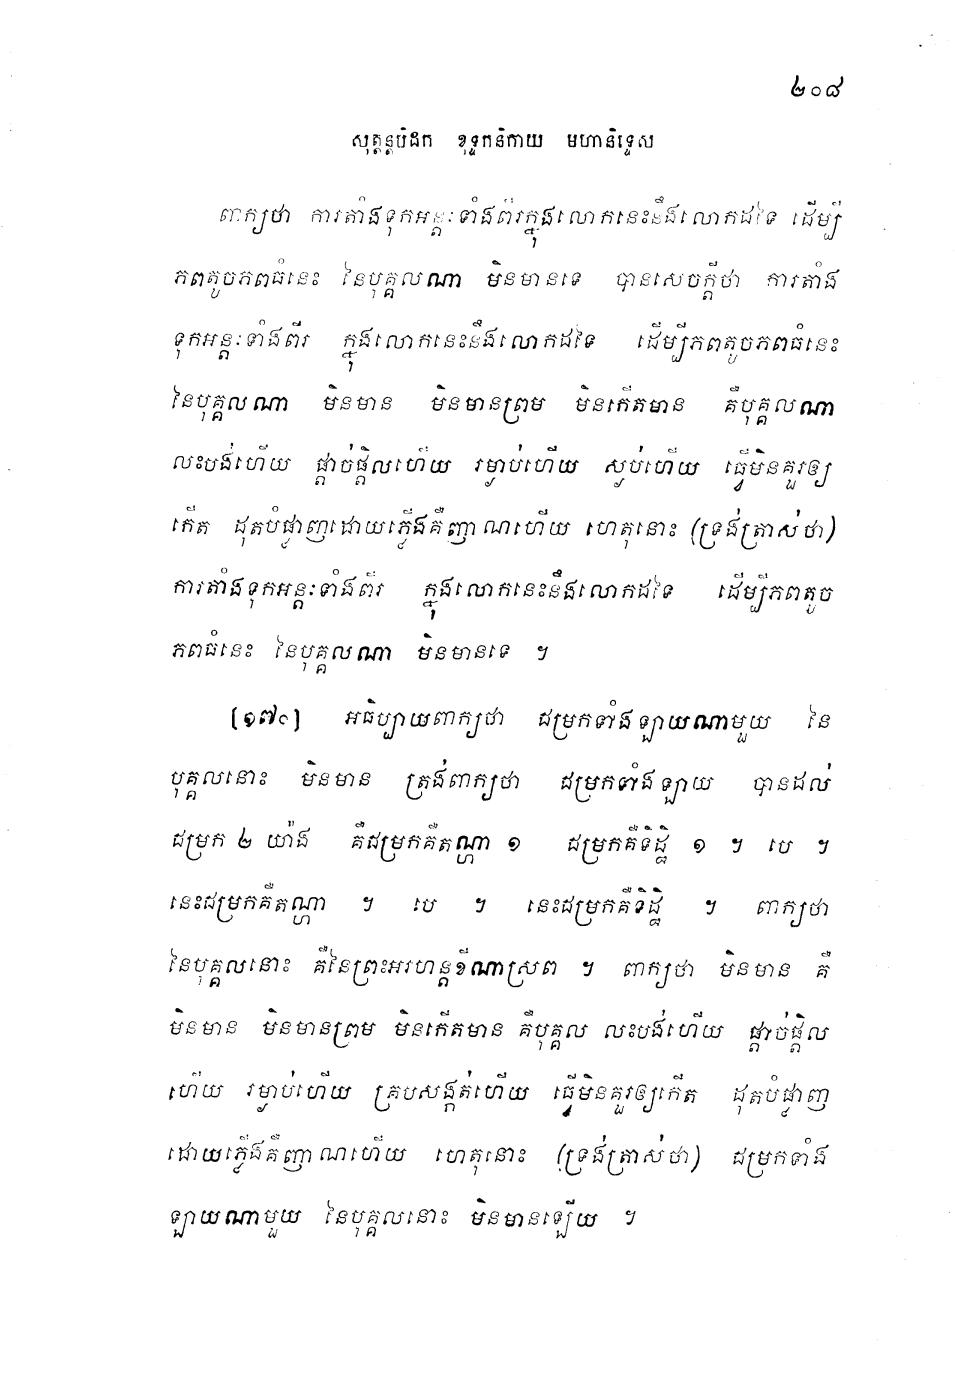 ២០៨
សុត្តន្តបិដក ខុទ្ទកនិកាយ មហានិទ្ទេស
ពាក្យថា ការតាំងទុកអន្តៈទាំងពីរក្នុងលោកនេះនឹងលោកដទៃ ដើម្បី
ភពតូចភពធំនេះ នៃបុគ្គលណា មិនមានទេ បានសេចក្តីថា ការតាំង
ទុកអន្តៈទាំងពីរ ក្នុងលោកនេះនឹងលោកដទៃ ដើម្បីភពតូចភពធំនេះ
នៃបុគ្គលណា មិនមាន មិនមានព្រម មិនកើតមាន គឺបុគ្គលណា
លះបង់ហើយ ផ្តាច់ផ្តិលហើយ រម្ងាប់ហើយ ស្ងប់ហើយ ធ្វើមិនគួរឲ្យ
កើត ដុតបំផ្លាញដោយភ្លើងគឺញាណហើយ ហេតុនោះ (ទ្រង់ត្រាស់ថា)
ការតាំងទុកអន្តៈទាំងពីរ ក្នុងលោកនេះនឹងលោកដទៃ ដើម្បីភពតូច
ភពធំនេះ នៃបុគ្គលណា មិនមានទេ ។
[១៧០] អធិប្បាយពាក្យថា ជម្រកទាំងឡាយណាមួយ នៃ
បុគ្គលនោះ មិនមាន ត្រង់ពាក្យថា ជម្រកទាំងឡាយ បានដល់
ជម្រក ២ យ៉ាង គឺជម្រកគឺតណ្ហា ១ ជម្រកគឺទិដ្ឋិ ១ ។ បេ ។
នេះជម្រកគឺតណ្ហា ។ បេ ។ នេះជម្រកគឺទិដ្ឋិ ។ ពាក្យថា
នៃបុគ្គលនោះ គឺនៃព្រះអរហន្តខីណាស្រព ។ ពាក្យថា មិនមាន គឺ
មិនមាន មិនមានព្រម មិនកើតមាន គឺបុគ្គល លះបង់ហើយ ផ្តាច់ផ្តិល
ហើយ រម្ងាប់ហើយ គ្របសង្កត់ហើយ ធ្វើមិនគួរឲ្យកើត ដុតបំផ្លាញ
ដោយភ្លើងគឺញាណហើយ ហេតុនោះ (ទ្រង់ត្រាស់ថា) ជម្រកទាំង
ឡាយណាមួយ នៃបុគ្គលនោះ មិនមានឡើយ ។